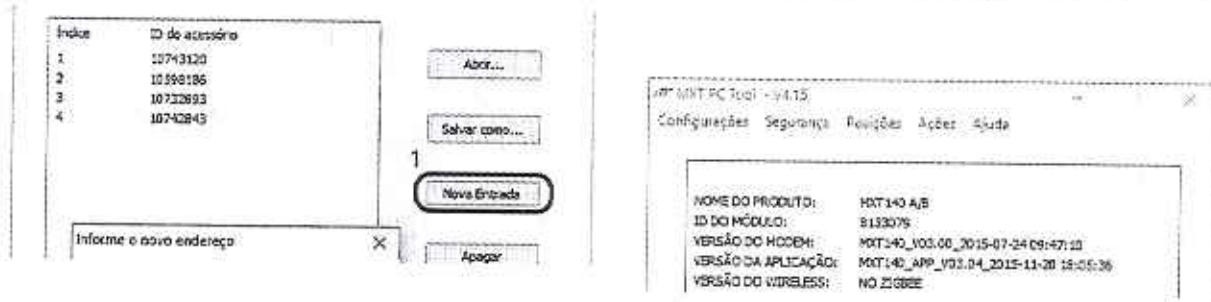 Índice ID do acessório
1 10743120
2 10598186
3 10732693
4 10742843
Abrir...
Salvar como...
1
Nova Entrada
Informe o novo endereço
Apagar
MXT PC Tool - v4.15
Configurações Segurança Posições Ações Ajuda
NOME DO PRODUTO: MXT140 A/B
ID DO MÓDULO: 8133079
VERSÃO DO MODEM: MXT140_V03.00_2015-07-24 09:47:10
VERSÃO DA APLICAÇÃO: MXT140_APP_V03.04_2015-11-20 18:05:36
VERSÃO DO WIRELESS: NO ZIGBEE